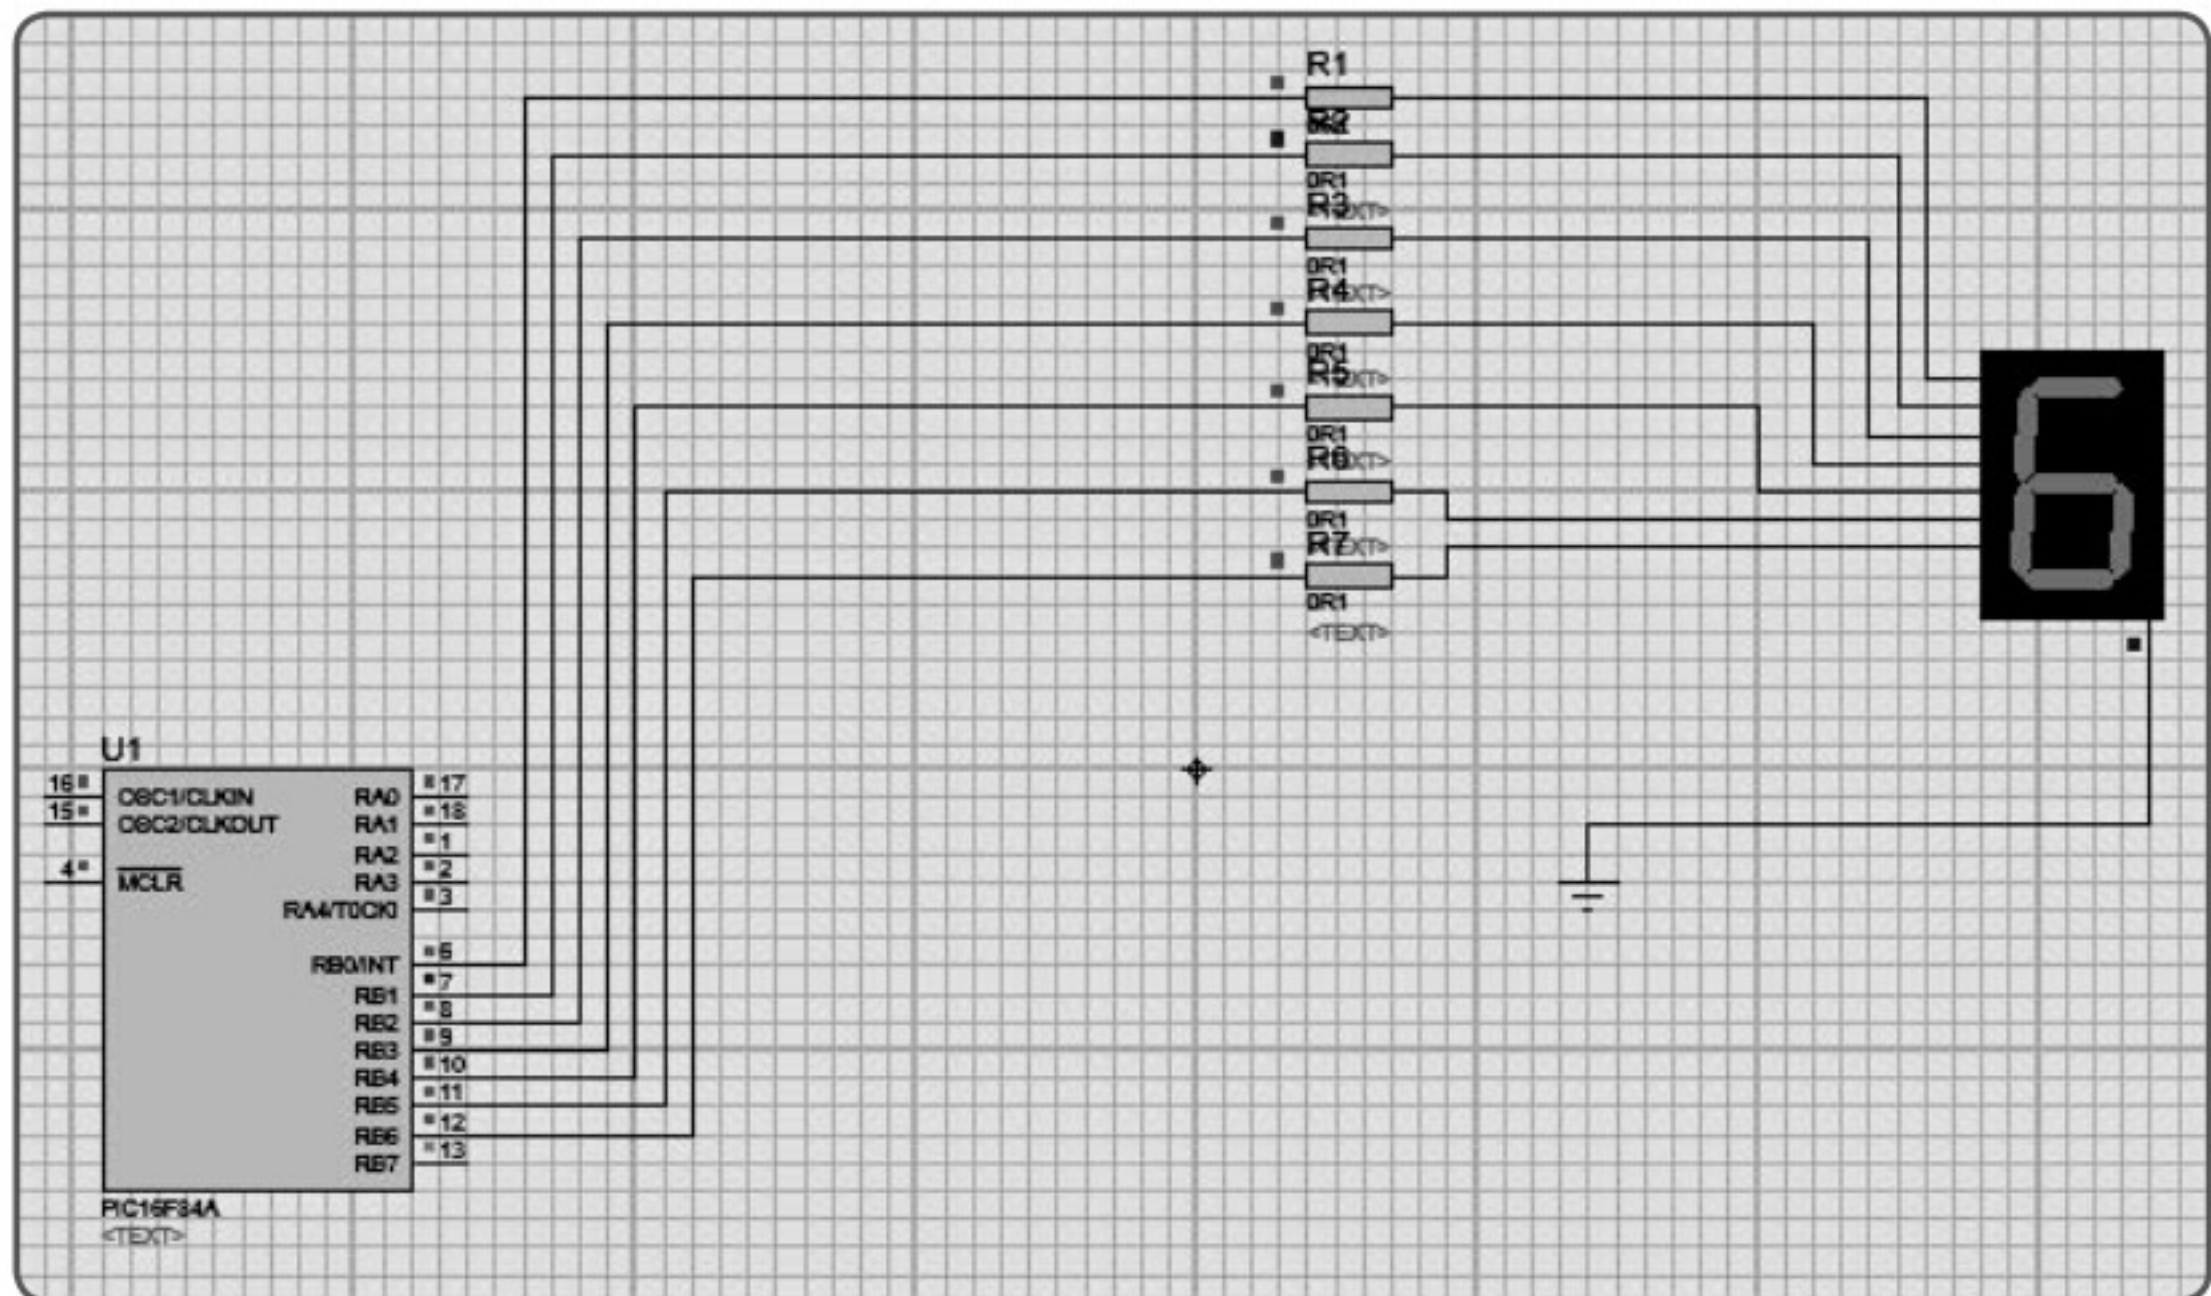 R1
R2
0R1
R3
0R1
R4
0R1
R5
0R1
R6
0R1
R7
0R1
<TEXT>
U1
16
OSC1/CLKIN
RA0
17
15
OSC2/CLKOUT
RA1
18
RA2
1
4
MCLR
RA3
2
RA4/T0CKI
3
RB0/INT
6
RB1
7
RB2
8
RB3
9
RB4
10
RB5
11
RB6
12
RB7
13
PIC16F84A
<TEXT>
6